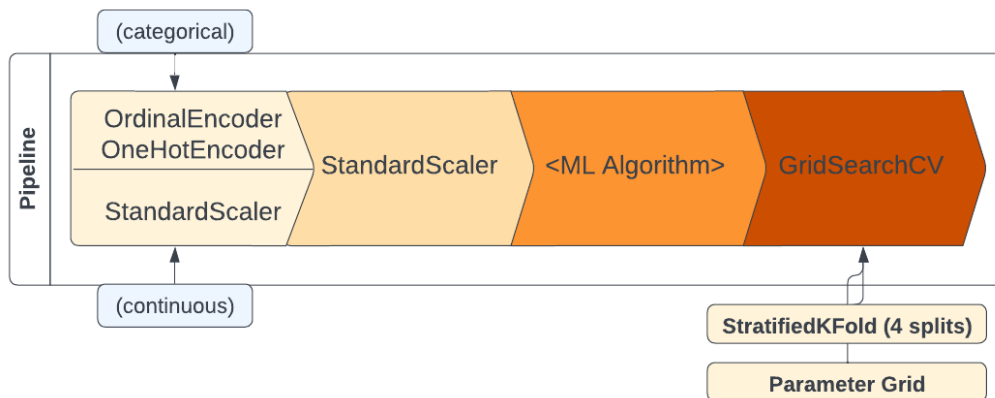 (categorical)
Pipeline
OrdinalEncoder
OneHotEncoder
StandardScaler
StandardScaler
<ML Algorithm>
GridSearchCV
(continuous)
StratifiedKFold (4 splits)
Parameter Grid